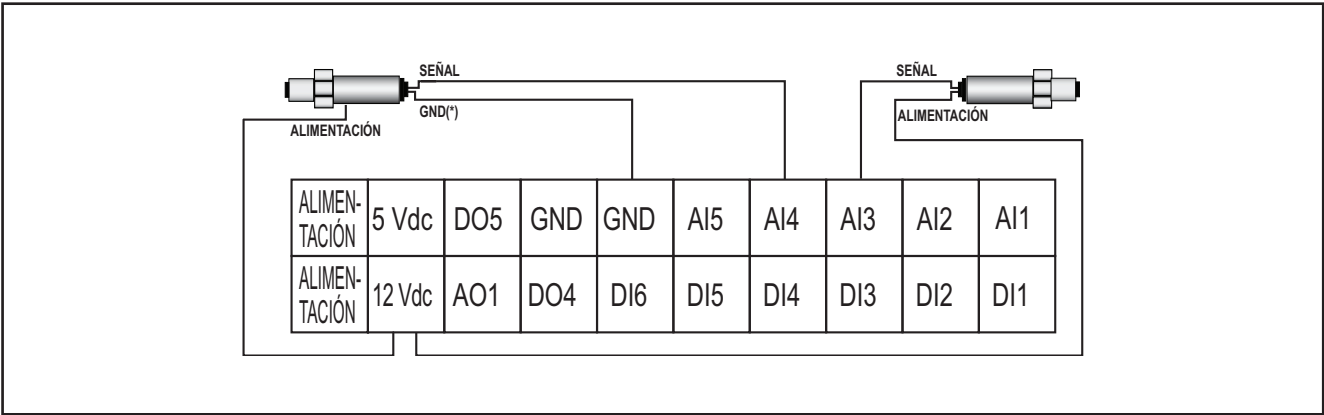 SEÑAL
GND(*)
ALIMENTACIÓN
SEÑAL
ALIMENTACIÓN
ALIMEN-
TACIÓN
5 Vdc DO5 GND GND AI5 AI4 AI3 AI2 AI1
ALIMEN-
TACIÓN
12 Vdc AO1 DO4 DI6 DI5 DI4 DI3 DI2 DI1